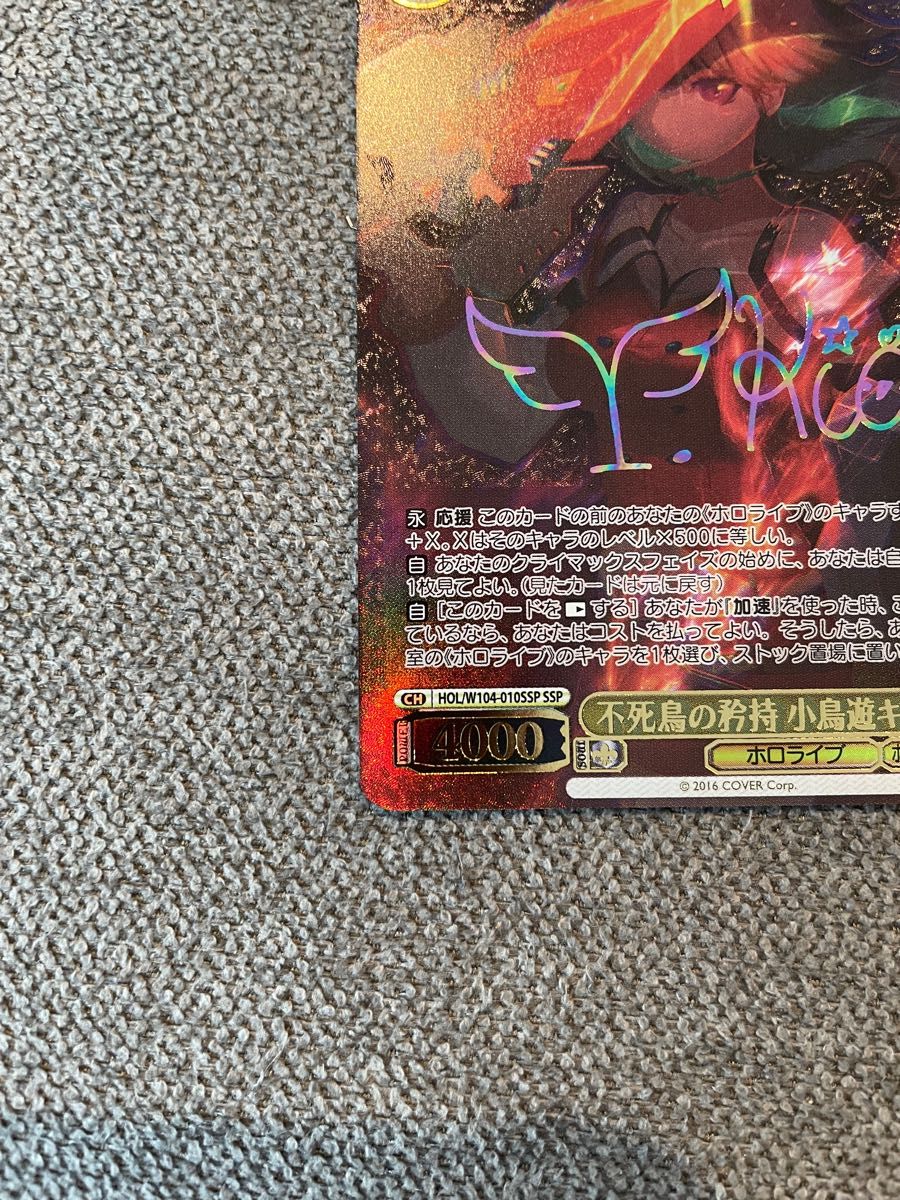 T. Kiar
永 応援 このカードの前のあなたの《ホロライブ》のキャラす
+X。Xはそのキャラのレベル×500に等しい。
自 あなたのクライマックスフェイズの始めに、あなたは自
1枚見てよい。(見たカードは元に戻す)
自 [このカードを する] あなたが『加速』を使った時、こ
ているなら、あなたはコストを払ってよい。そうしたら、あ
室の《ホロライブ》のキャラを1枚選び、ストック置場に置い
CH HOL/W104-010SSP SSP
不死鳥の矜持 小鳥遊キ
POWER 4000
SOUL
ホロライブ
© 2016 COVER Corp.